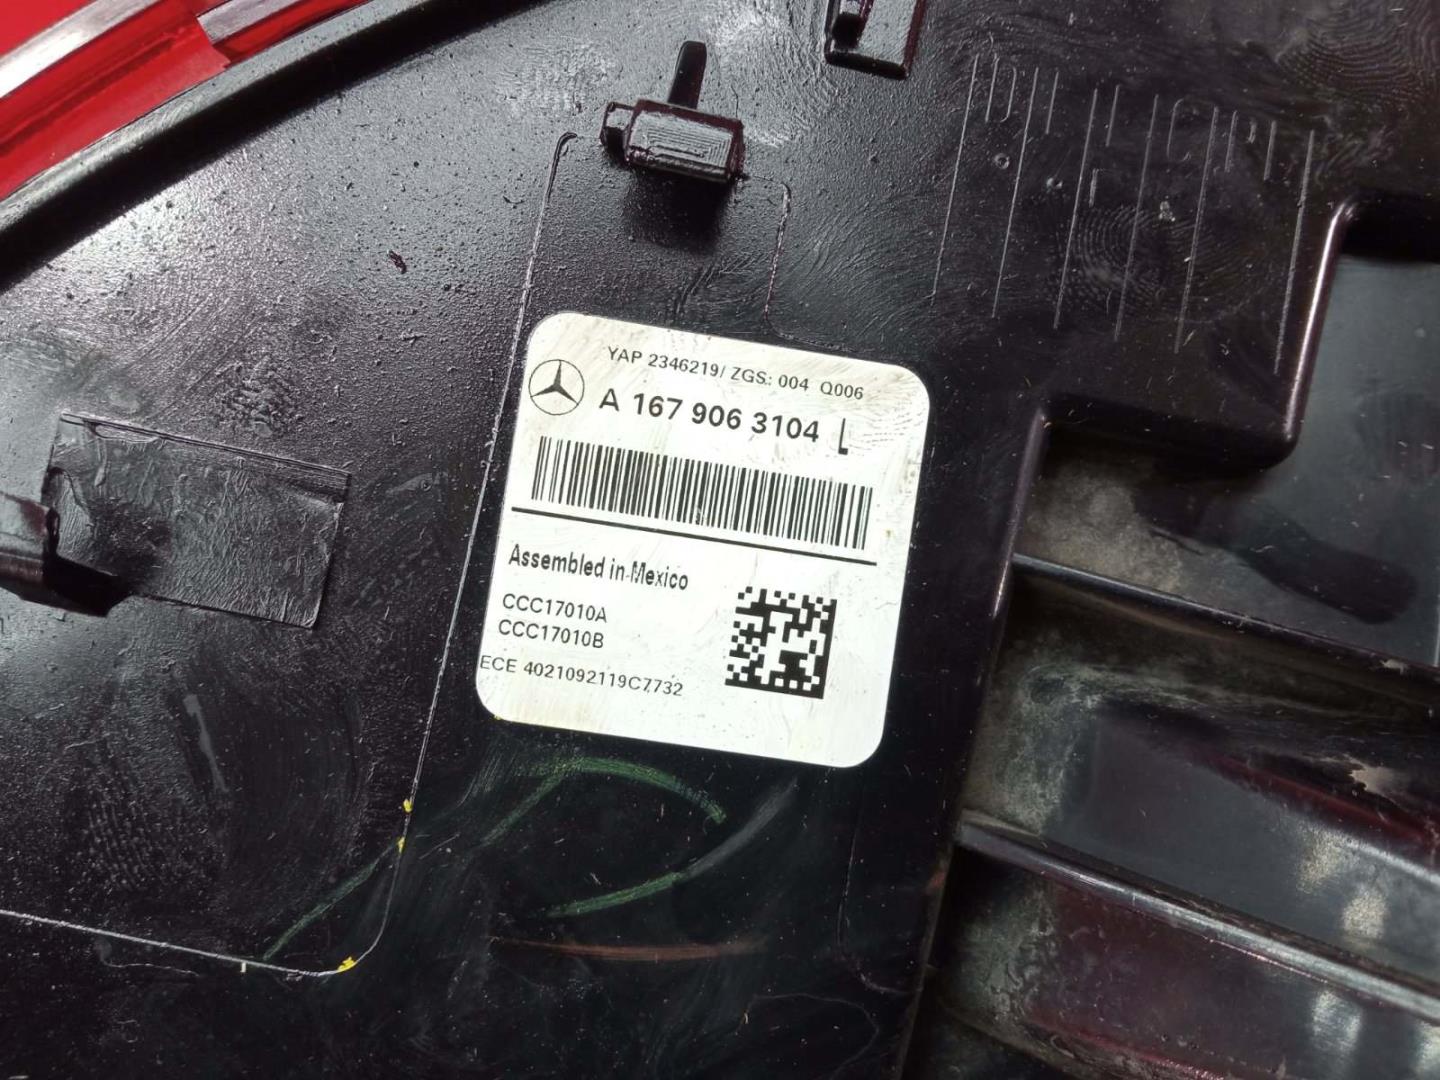 YAP 2346219/ ZGS.: 004 Q006
A 167 906 3104 L
Assembled in Mexico
CCC17010A
CCC17010B
ECE 4021092119C7732